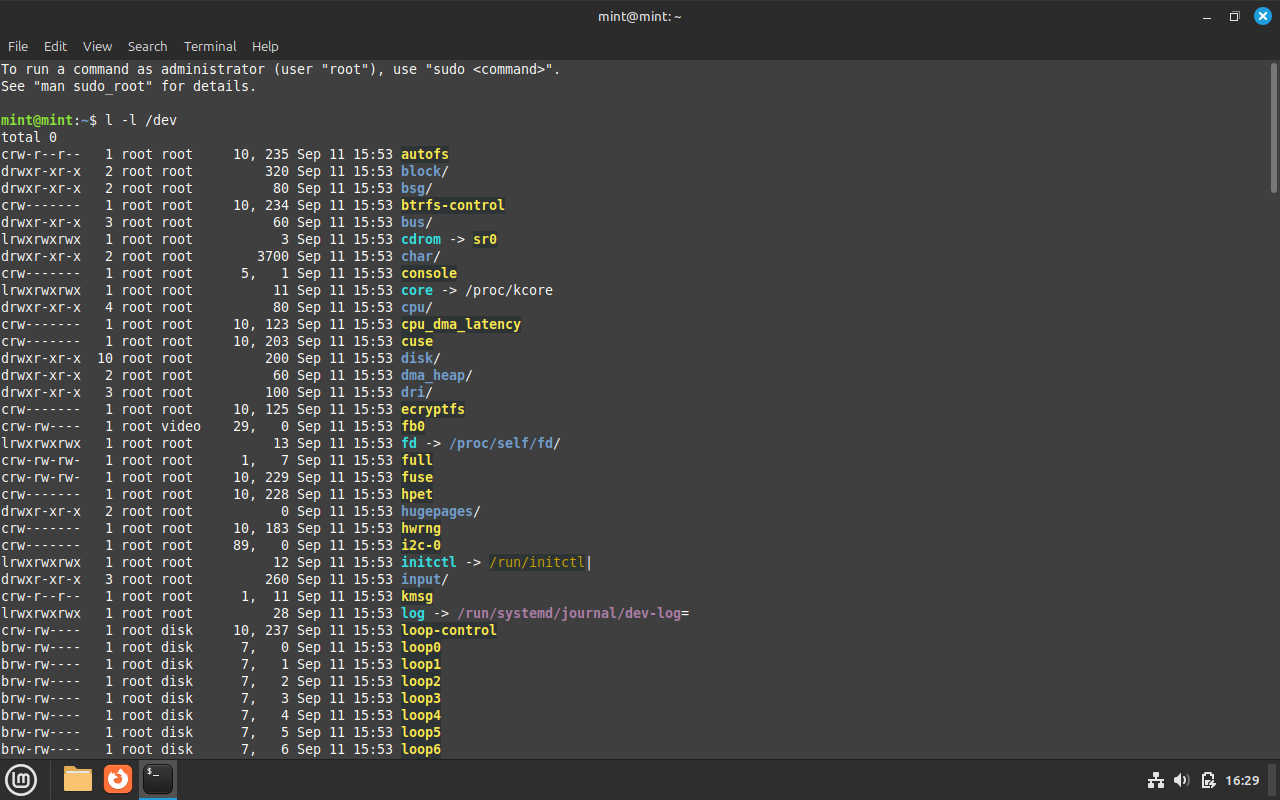 mint@mint: ~
File Edit View Search Terminal Help
To run a command as administrator (user "root"), use "sudo <command>".
See "man sudo_root" for details.
mint@mint:~$ l -l /dev
total 0
crw-r--r--   1 root root     10, 235 Sep 11 15:53 autofs
drwxr-xr-x   2 root root         320 Sep 11 15:53 block/
drwxr-xr-x   2 root root          80 Sep 11 15:53 bsg/
crw-------   1 root root     10, 234 Sep 11 15:53 btrfs-control
drwxr-xr-x   3 root root          60 Sep 11 15:53 bus/
lrwxrwxrwx   1 root root           3 Sep 11 15:53 cdrom -> sr0
drwxr-xr-x   2 root root        3700 Sep 11 15:53 char/
crw-------   1 root root      5,   1 Sep 11 15:53 console
lrwxrwxrwx   1 root root          11 Sep 11 15:53 core -> /proc/kcore
drwxr-xr-x   4 root root          80 Sep 11 15:53 cpu/
crw-------   1 root root     10, 123 Sep 11 15:53 cpu_dma_latency
crw-------   1 root root     10, 203 Sep 11 15:53 cuse
drwxr-xr-x  10 root root         200 Sep 11 15:53 disk/
drwxr-xr-x   2 root root          60 Sep 11 15:53 dma_heap/
drwxr-xr-x   3 root root         100 Sep 11 15:53 dri/
crw-------   1 root root     10, 125 Sep 11 15:53 ecryptfs
crw-rw----   1 root video    29,   0 Sep 11 15:53 fb0
lrwxrwxrwx   1 root root          13 Sep 11 15:53 fd -> /proc/self/fd/
crw-rw-rw-   1 root root      1,   7 Sep 11 15:53 full
crw-rw-rw-   1 root root     10, 229 Sep 11 15:53 fuse
crw-------   1 root root     10, 228 Sep 11 15:53 hpet
drwxr-xr-x   2 root root           0 Sep 11 15:53 hugepages/
crw-------   1 root root     10, 183 Sep 11 15:53 hwrng
crw-------   1 root root     89,   0 Sep 11 15:53 i2c-0
lrwxrwxrwx   1 root root          12 Sep 11 15:53 initctl -> /run/initctl|
drwxr-xr-x   3 root root         260 Sep 11 15:53 input/
crw-r--r--   1 root root      1,  11 Sep 11 15:53 kmsg
lrwxrwxrwx   1 root root          28 Sep 11 15:53 log -> /run/systemd/journal/dev-log=
crw-rw----   1 root disk     10, 237 Sep 11 15:53 loop-control
brw-rw----   1 root disk      7,   0 Sep 11 15:53 loop0
brw-rw----   1 root disk      7,   1 Sep 11 15:53 loop1
brw-rw----   1 root disk      7,   2 Sep 11 15:53 loop2
brw-rw----   1 root disk      7,   3 Sep 11 15:53 loop3
brw-rw----   1 root disk      7,   4 Sep 11 15:53 loop4
brw-rw----   1 root disk      7,   5 Sep 11 15:53 loop5
brw-rw----   1 root disk      7,   6 Sep 11 15:53 loop6
$_
16:29